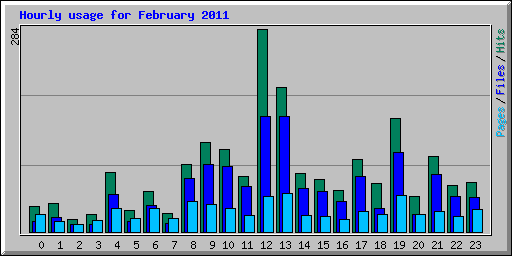 Hourly usage for February 2011
284
Pages / Files / Hits
0 1 2 3 4 5 6 7 8 9 10 11 12 13 14 15 16 17 18 19 20 21 22 23